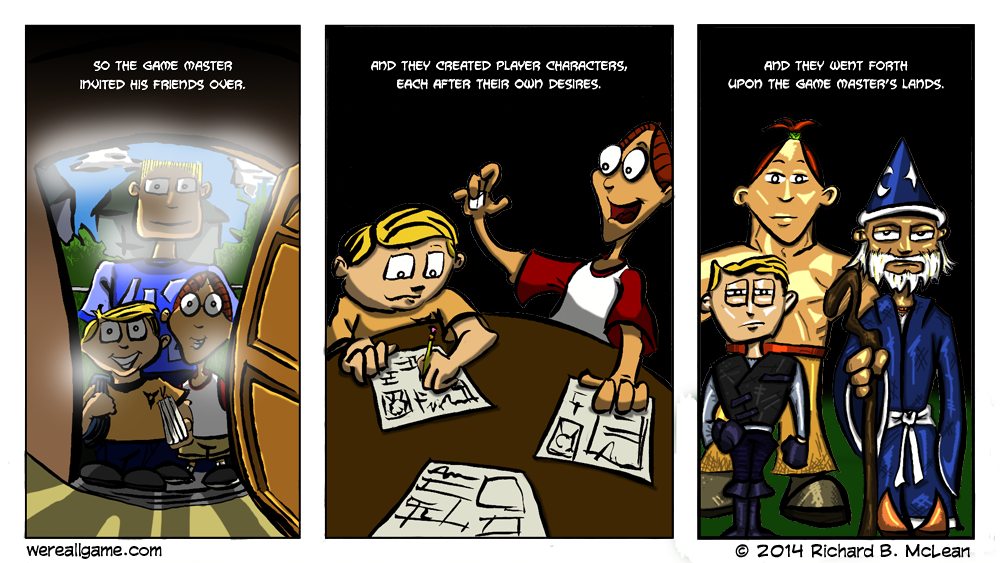 SO THE GAME MASTER
INVITED HIS FRIENDS OVER.
AND THEY CREATED PLAYER CHARACTERS,
EACH AFTER THEIR OWN DESIRES.
AND THEY WENT FORTH
UPON THE GAME MASTER'S LANDS.
42
wereallgame.com
© 2014 Richard B. McLean